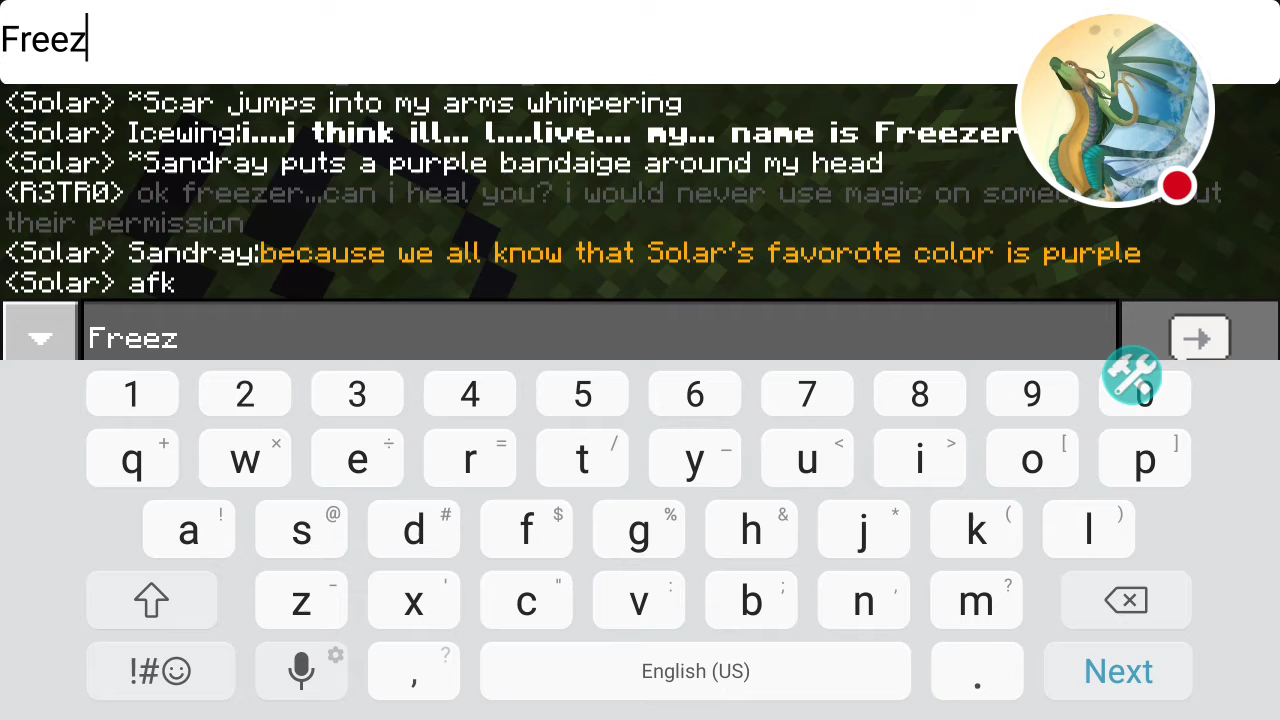 Freez
<Solar> *Scar jumps into my arms whimpering
<Solar> Icewing:i....i think ill... l....live.... my... name is Freezer
<Solar> *Sandray puts a purple bandaige around my head
<R3TR0> ok freezer...can i heal you? i would never use magic on
their permission
<Solar> Sandray:because we all know that Solar's favorote color is purple
<Solar> afk
Freez
1 2 3 4 5 6 7 8 9 0
q + w × e ÷ r = t / y _ u < i > o [ p ]
a ! s @ d # f $ g % h & j * k ( l )
z - x ' c " v : b ; n , m ?
!#☺ , ? English (US) . Next